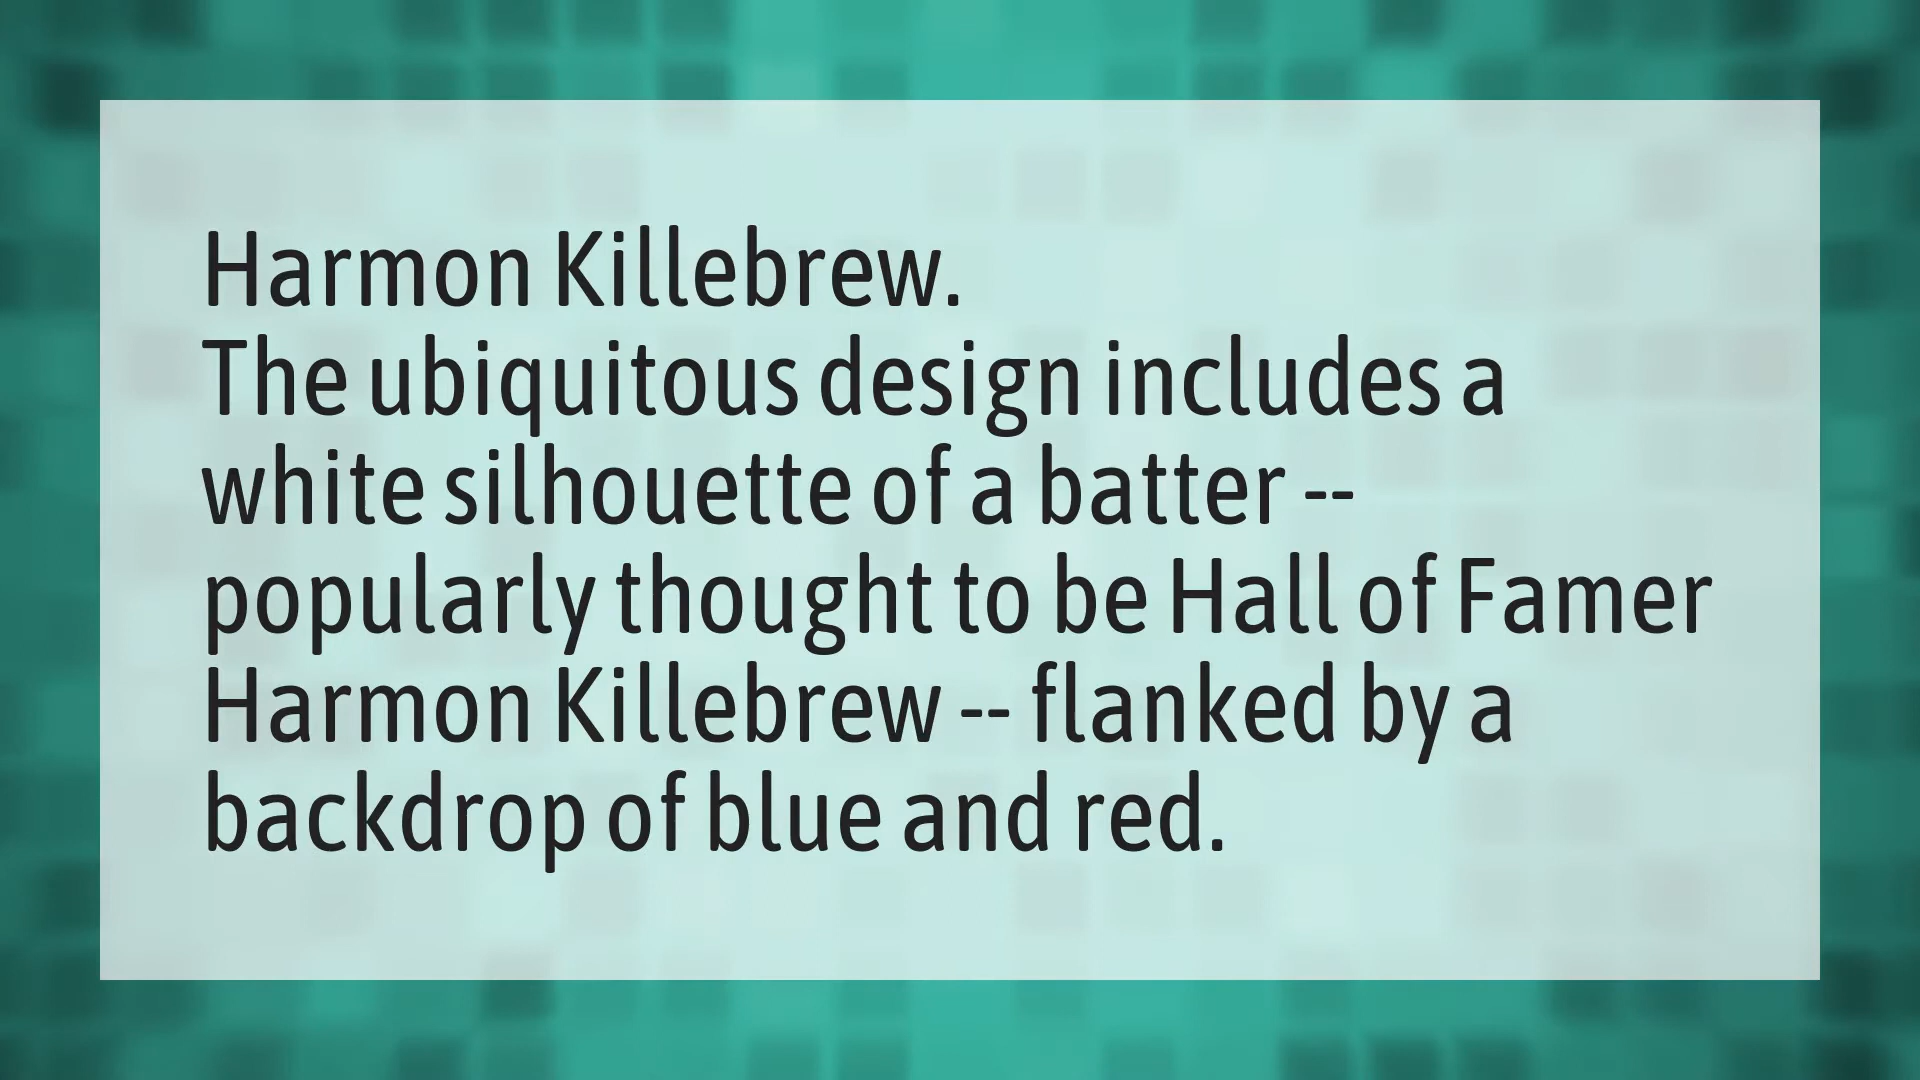 Harmon Killebrew.
The ubiquitous design includes a
white silhouette of a batter --
popularly thought to be Hall of Famer
Harmon Killebrew -- flanked by a
backdrop of blue and red.